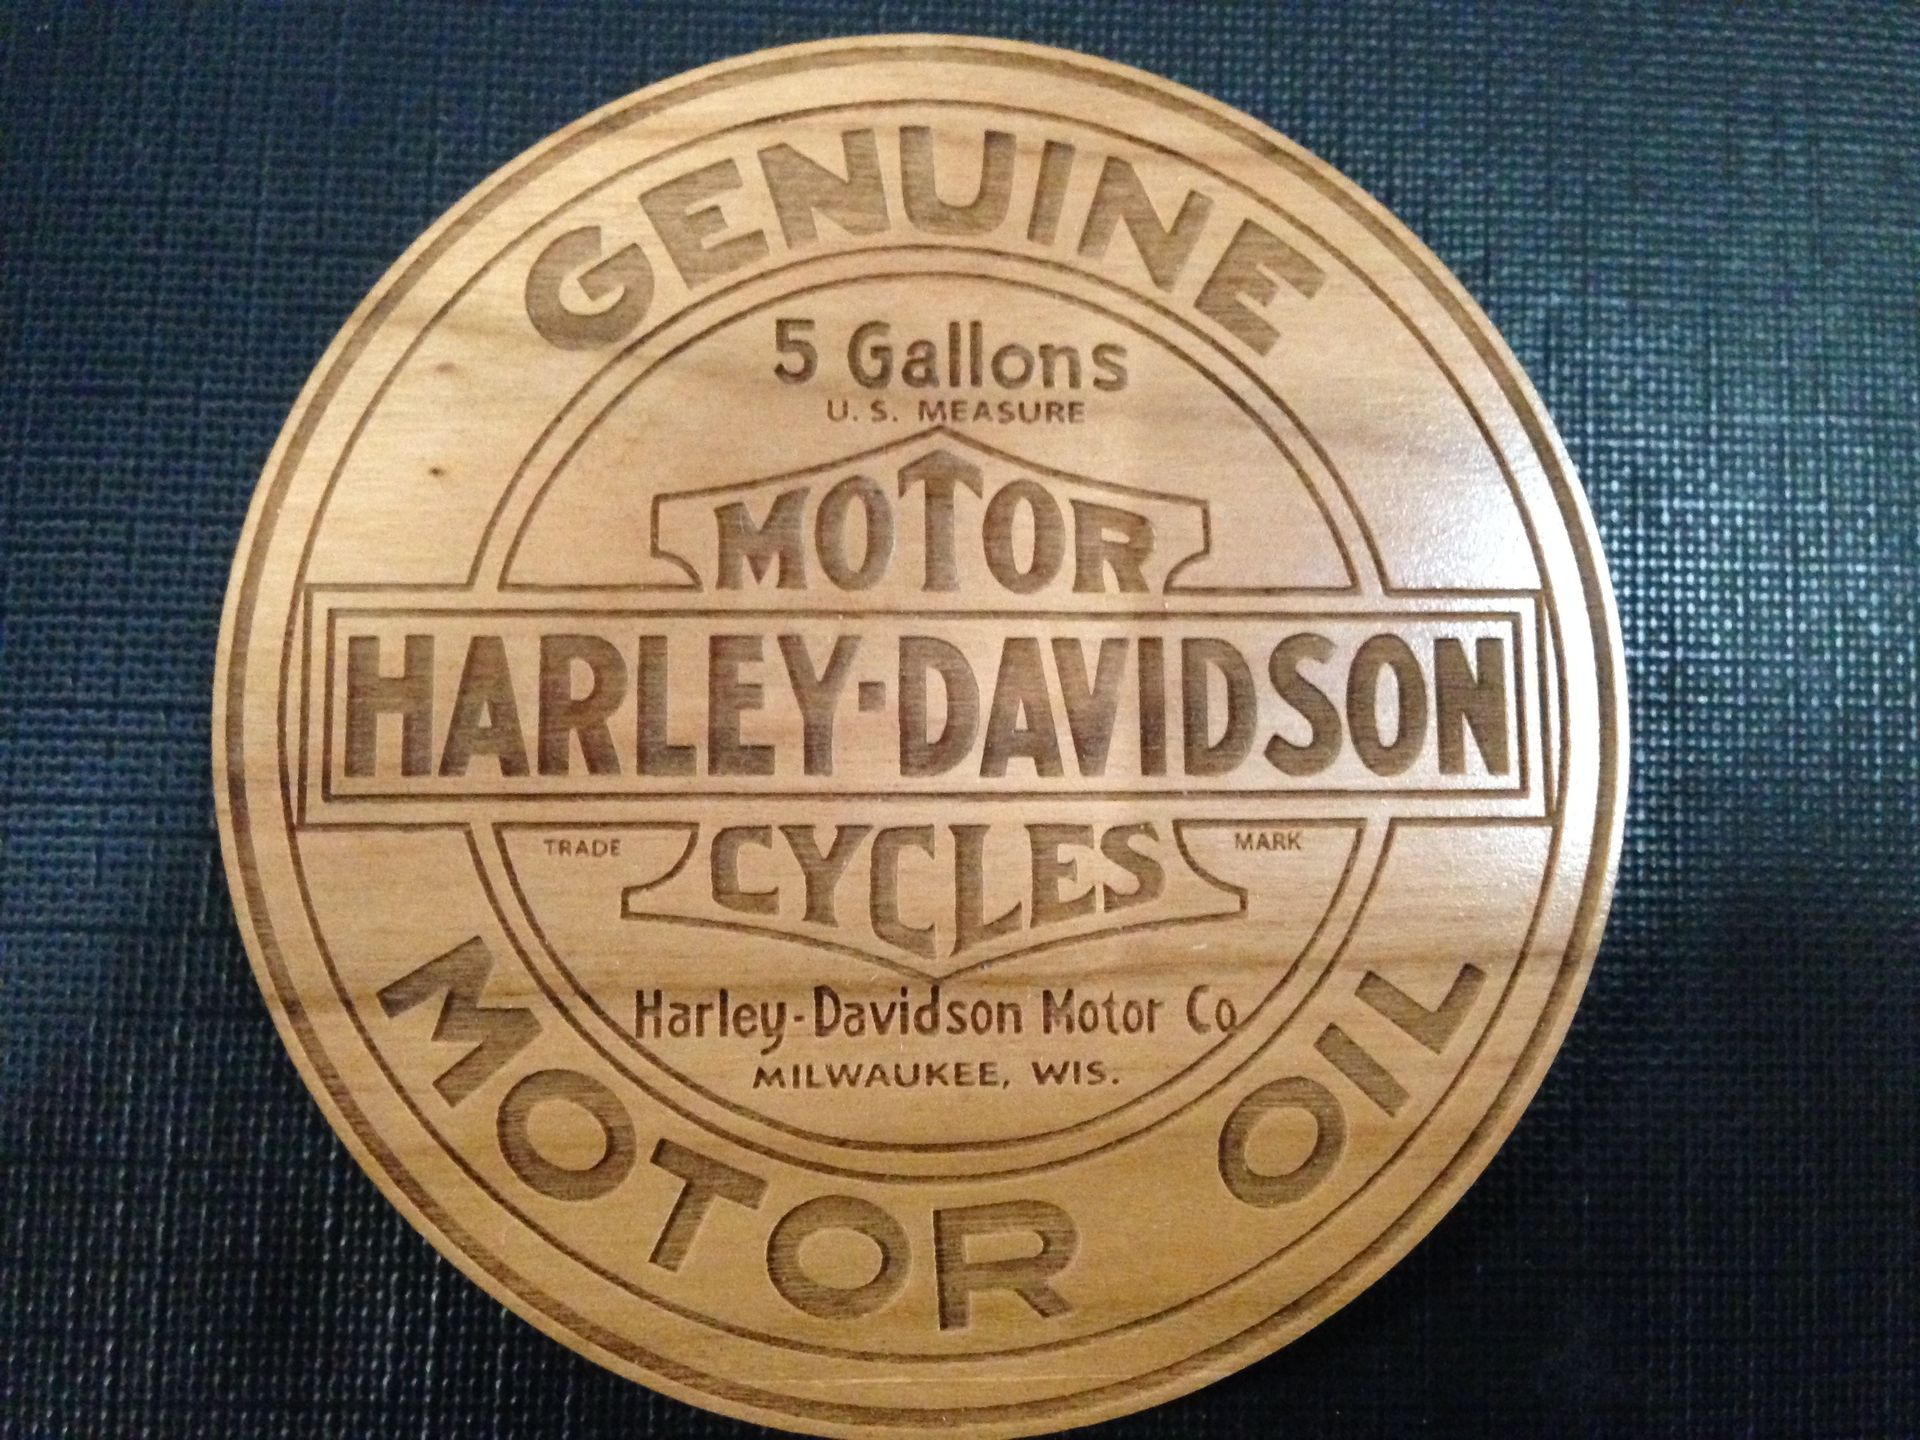 GENUINE
5 Gallons
U. S. MEASURE
MOTOR
HARLEY-DAVIDSON
TRADE CYCLES MARK
Harley-Davidson Motor Co
MILWAUKEE, WIS.
MOTOR OIL